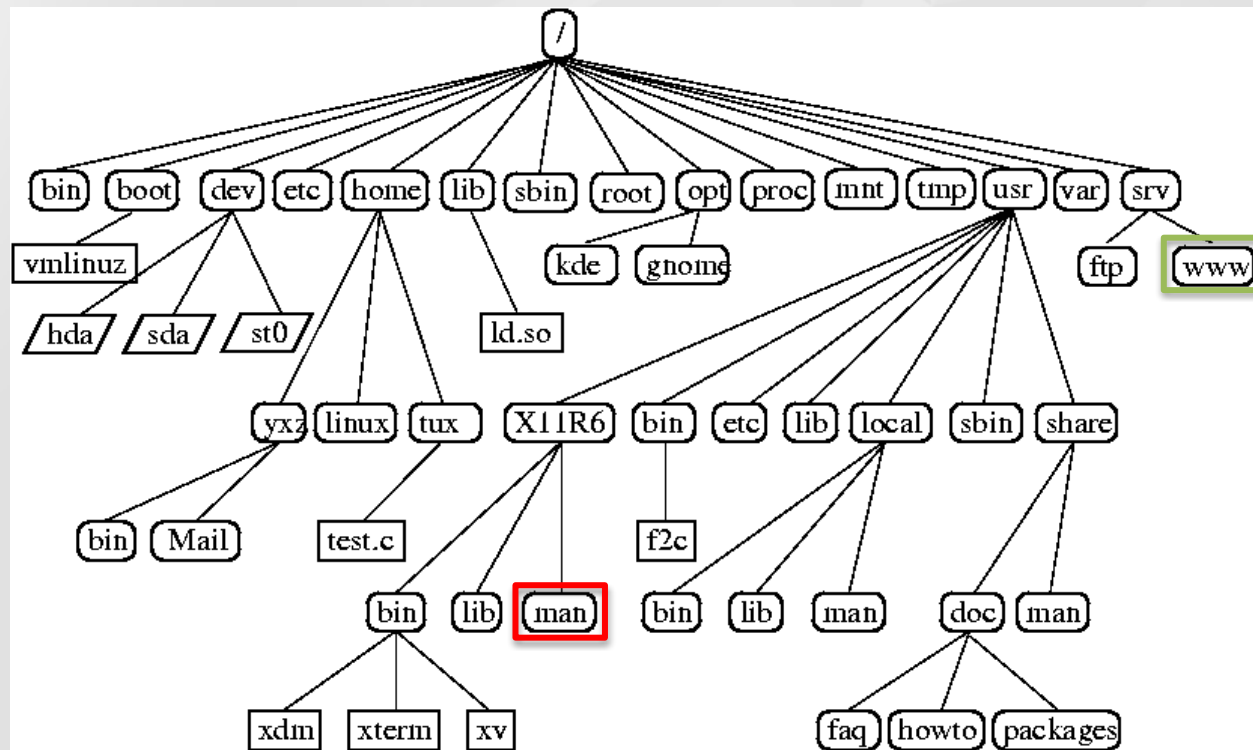 /
bin boot dev etc home lib sbin root opt proc mnt tmp usr var srv
vmlinuz kde gnome ftp www
hda sda st0 ld.so
yxz linux tux X11R6 bin etc lib local sbin share
bin Mail test.c f2c
bin lib man bin lib man doc man
xdm xterm xv faq howto packages